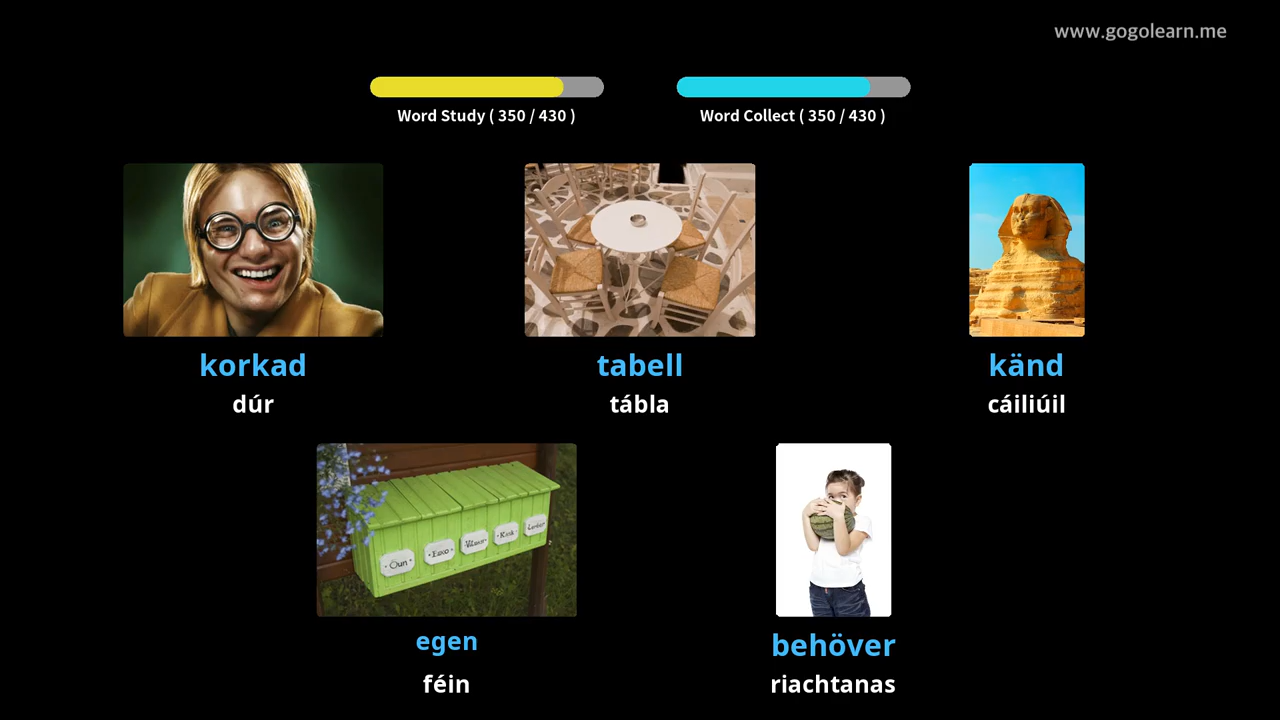 www.gogolearn.me
Word Study ( 350 / 430 )
Word Collect ( 350 / 430 )
korkad
dúr
tabell
tábla
känd
cáiliúil
egen
féin
behöver
riachtanas